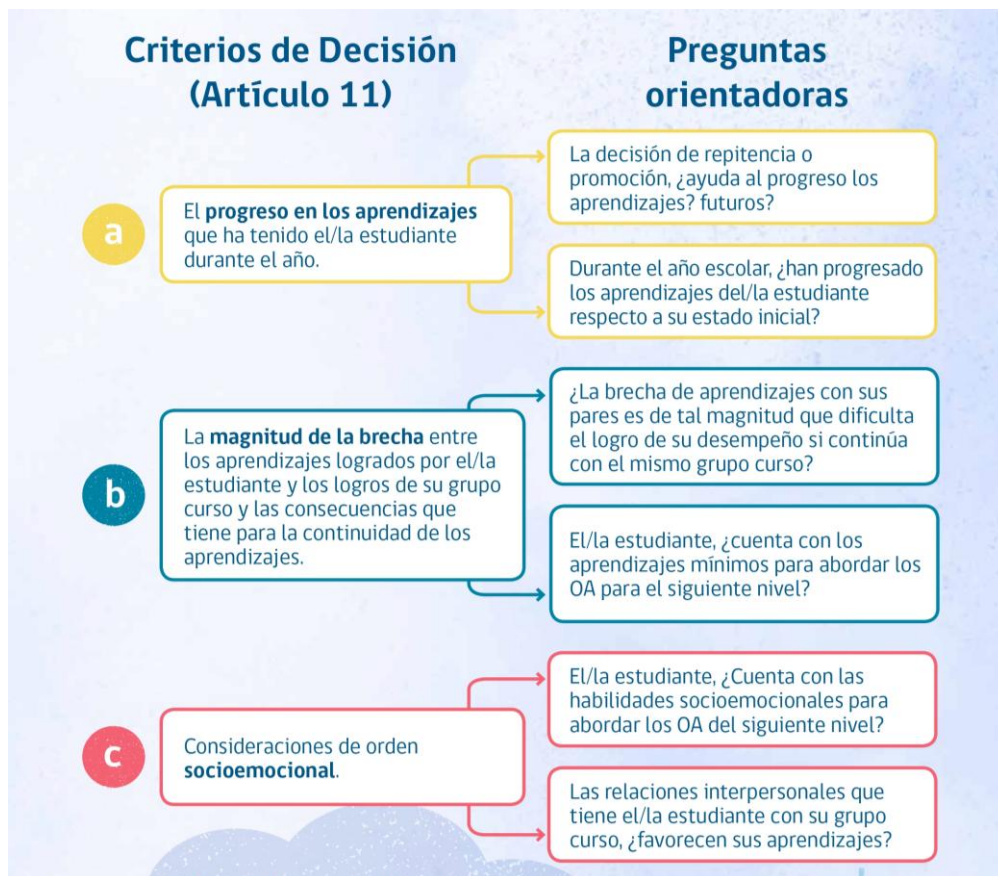 Criterios de Decisión
(Artículo 11)
Preguntas
orientadoras
a
El progreso en los aprendizajes
que ha tenido el/la estudiante
durante el año.
La decisión de repitencia o
promoción, ¿ayuda al progreso los
aprendizajes? futuros?
Durante el año escolar, ¿han progresado
los aprendizajes del/la estudiante
respecto a su estado inicial?
b
La magnitud de la brecha entre
los aprendizajes logrados por el/la
estudiante y los logros de su grupo
curso y las consecuencias que
tiene para la continuidad de los
aprendizajes.
¿La brecha de aprendizajes con sus
pares es de tal magnitud que dificulta
el logro de su desempeño si continúa
con el mismo grupo curso?
El/la estudiante, ¿cuenta con los
aprendizajes mínimos para abordar los
OA para el siguiente nivel?
c
Consideraciones de orden
socioemocional.
El/la estudiante, ¿Cuenta con las
habilidades socioemocionales para
abordar los OA del siguiente nivel?
Las relaciones interpersonales que
tiene el/la estudiante con su grupo
curso, ¿favorecen sus aprendizajes?